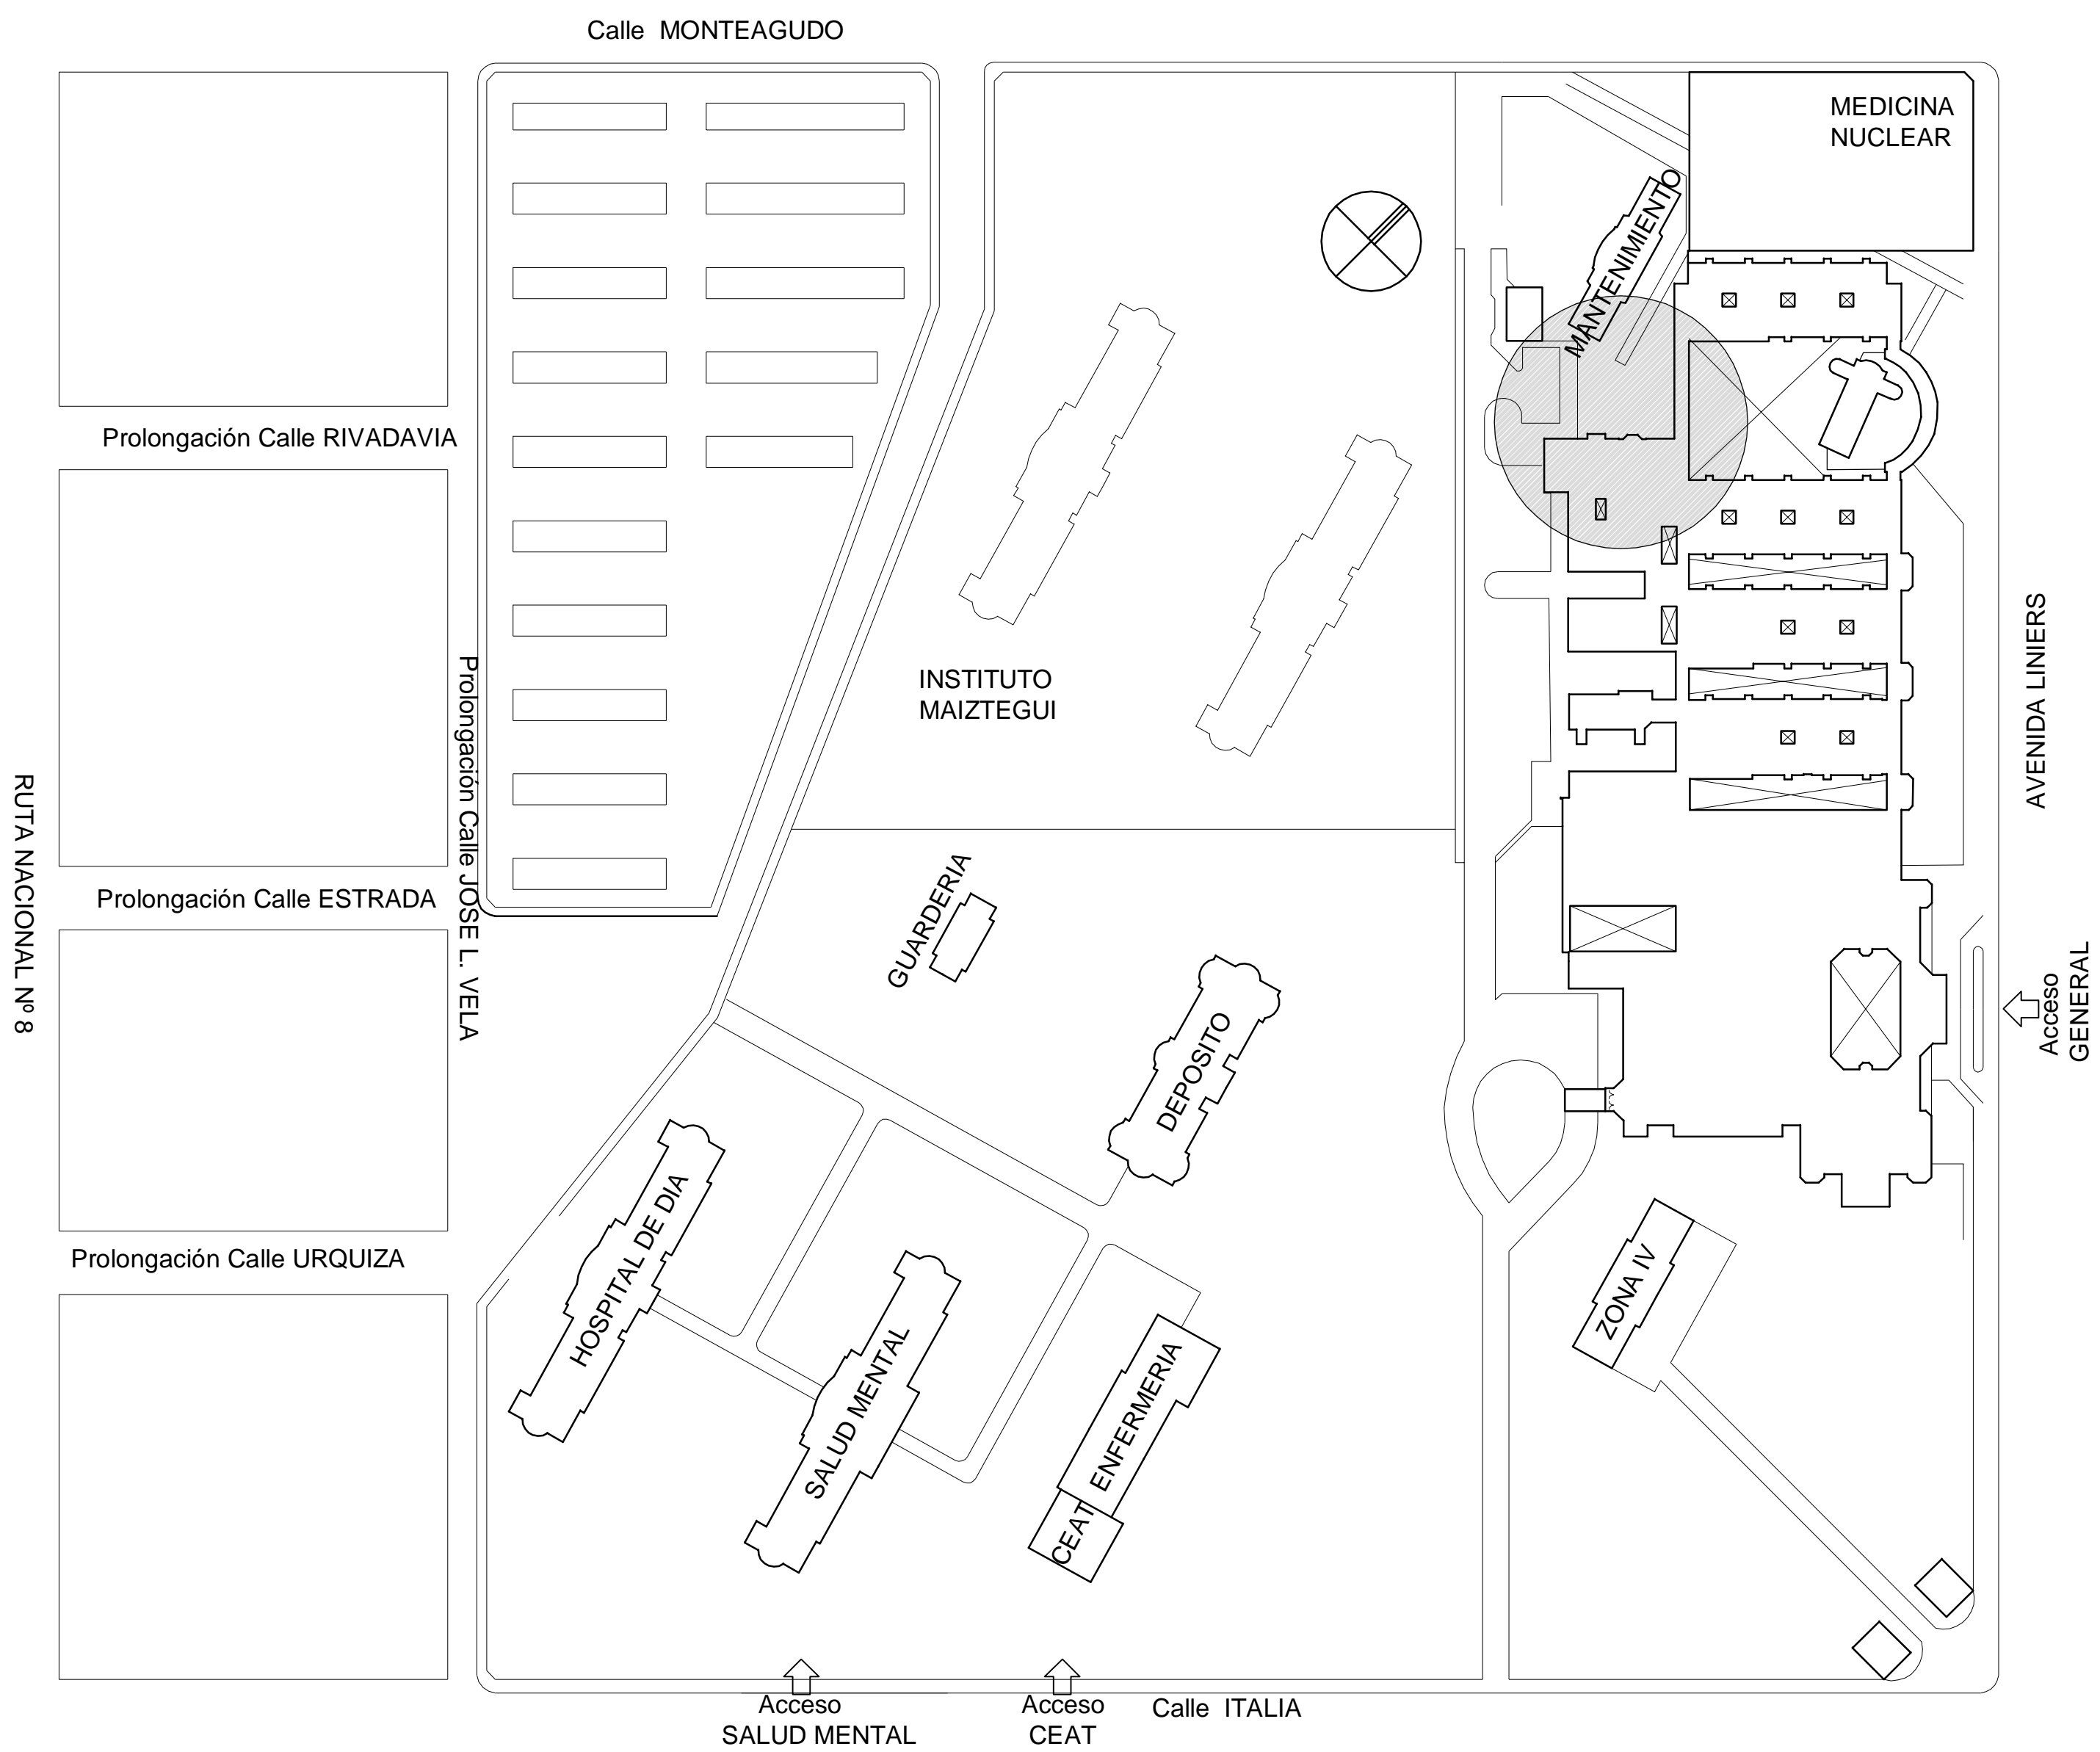 Calle MONTEAGUDO
MEDICINA
NUCLEAR
MANTENIMIENTO
Prolongación Calle RIVADAVIA
INSTITUTO
MAIZTEGUI
AVENIDA LINIERS
RUTA NACIONAL Nº 8
Prolongación Calle JOSE L. VELA
Prolongación Calle ESTRADA
GUARDERIA
DEPOSITO
Acceso
GENERAL
Prolongación Calle URQUIZA
HOSPITAL DE DIA
SALUD MENTAL
ENFERMERIA
CEAT
ZONA IV
Acceso
SALUD MENTAL
Acceso
CEAT
Calle ITALIA